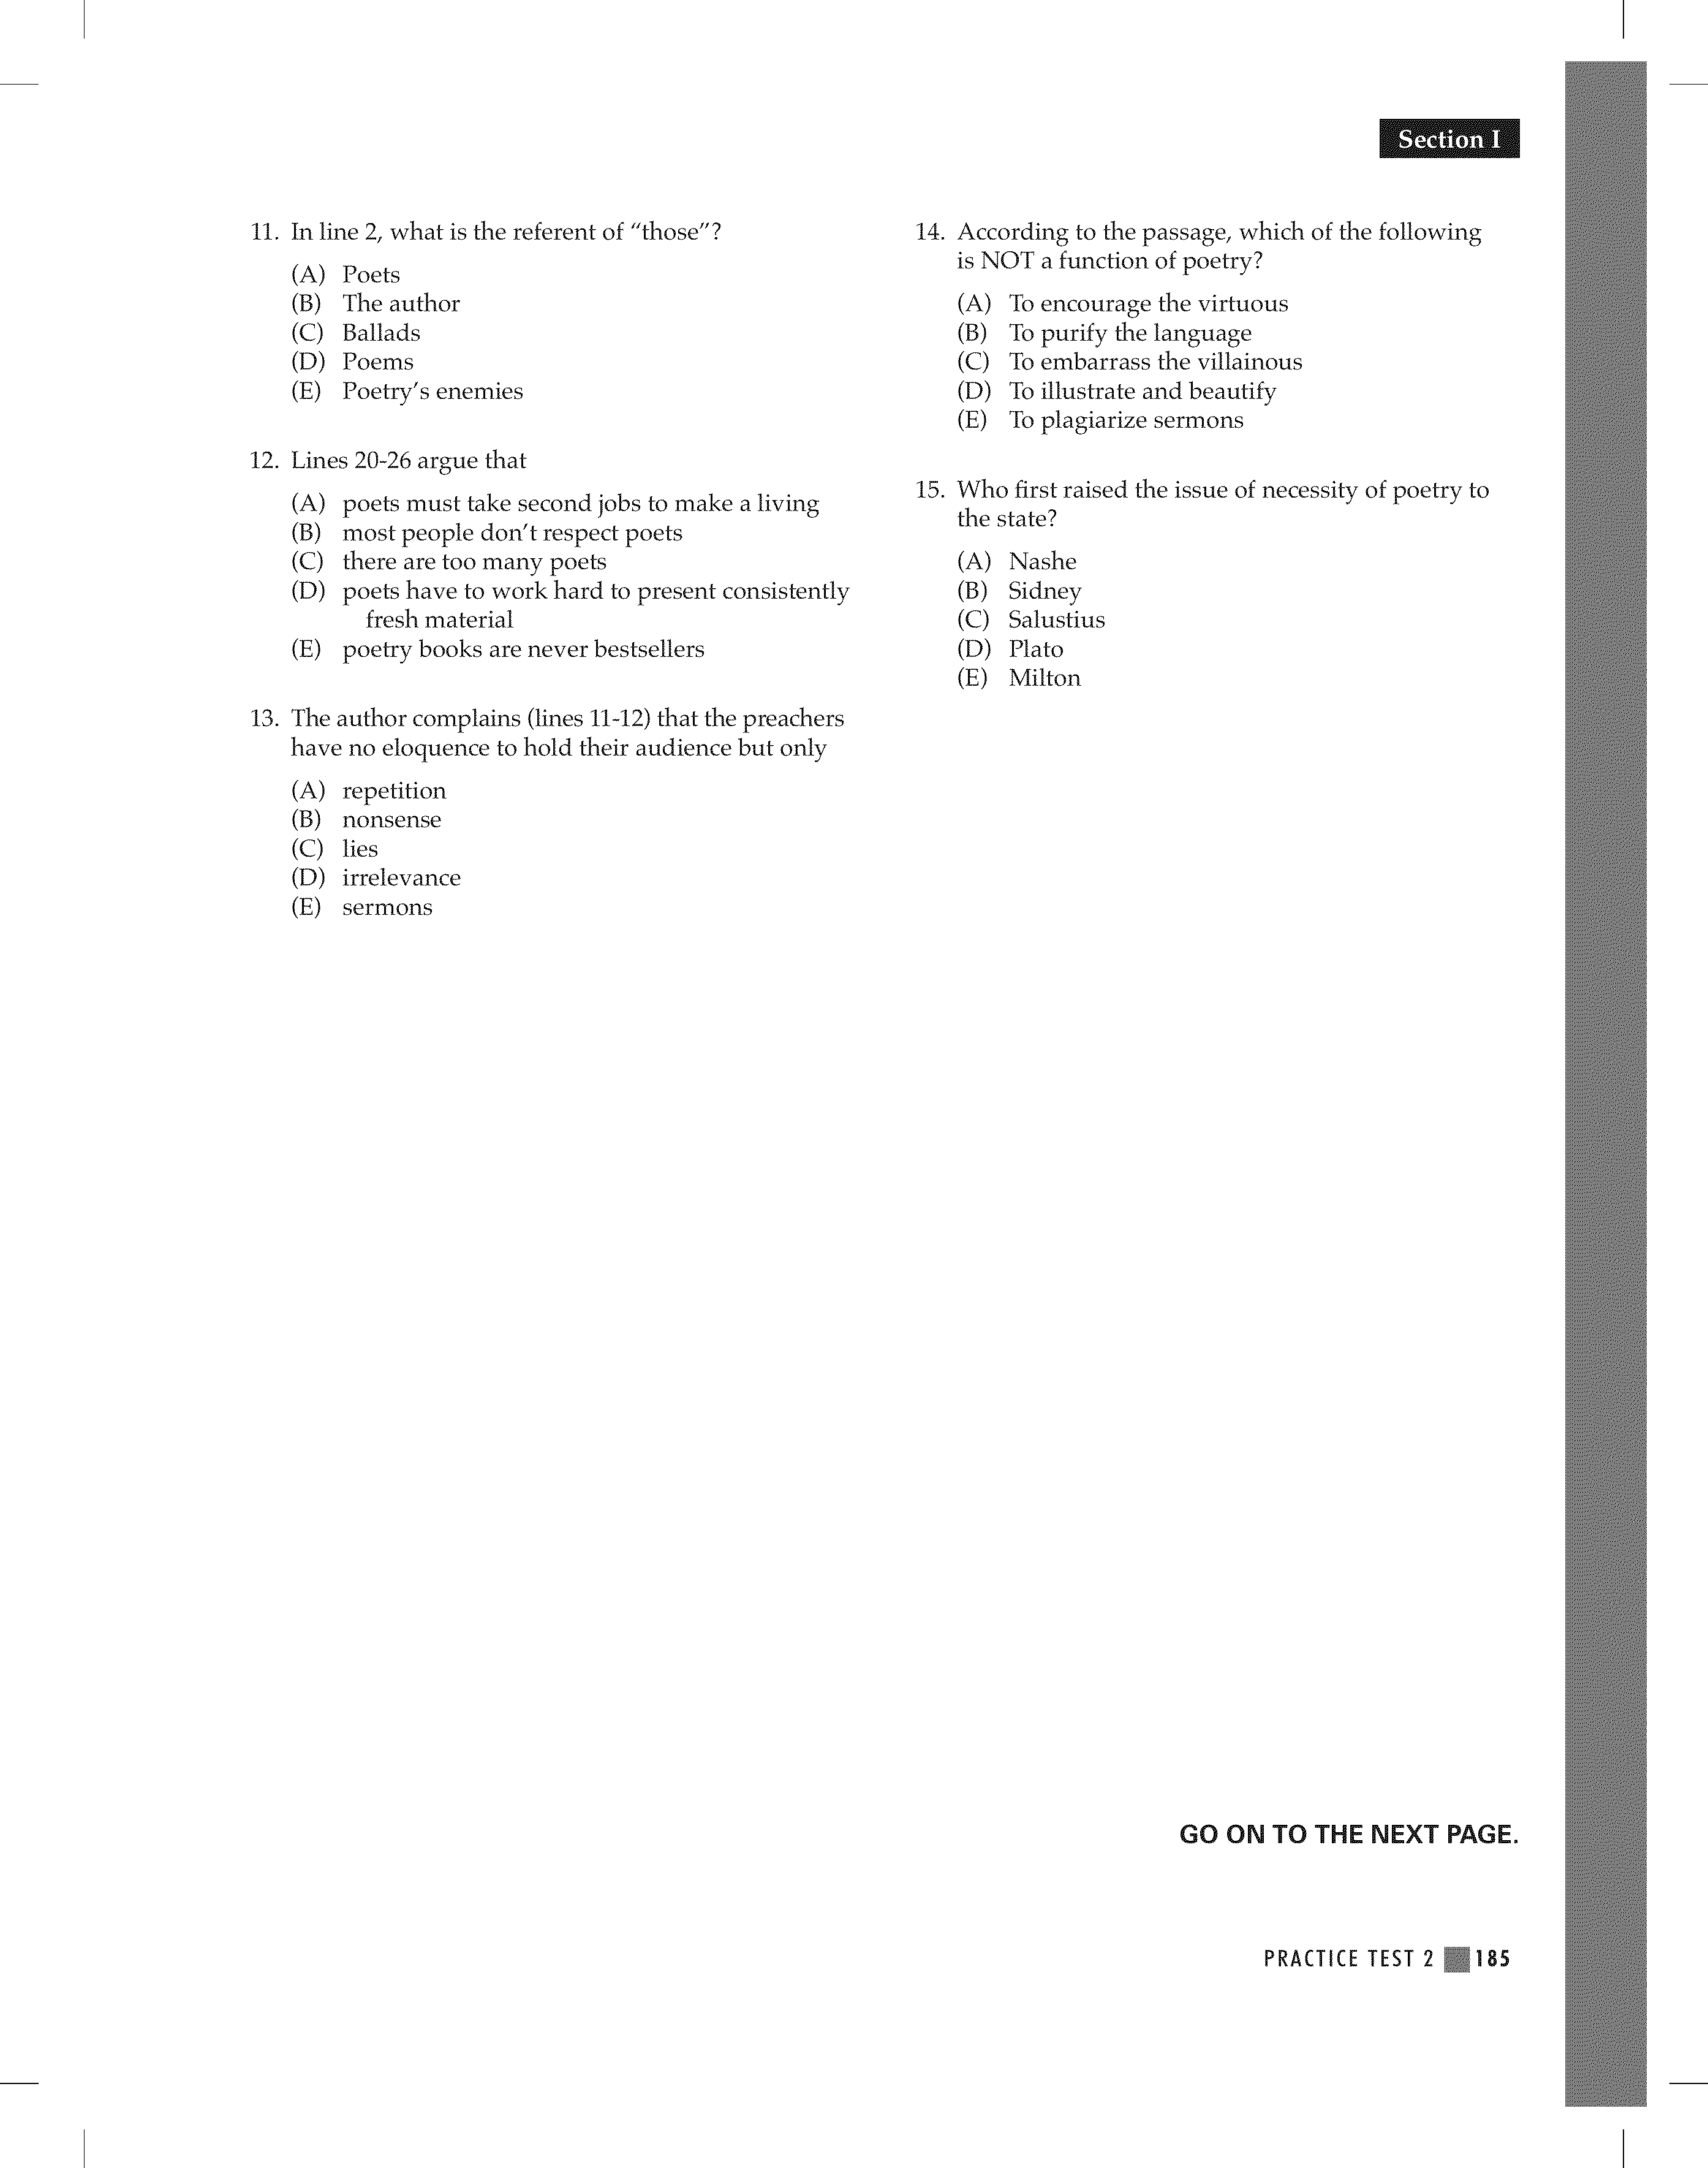 Section I
11. In line 2, what is the referent of "those"?
(A) Poets
(B) The author
(C) Ballads
(D) Poems
(E) Poetry's enemies
12. Lines 20-26 argue that
(A) poets must take second jobs to make a living
(B) most people don't respect poets
(C) there are too many poets
(D) poets have to work hard to present consistently
fresh material
(E) poetry books are never bestsellers
13. The author complains (lines 11-12) that the preachers
have no eloquence to hold their audience but only
(A) repetition
(B) nonsense
(C) lies
(D) irrelevance
(E) sermons
14. According to the passage, which of the following
is NOT a function of poetry?
(A) To encourage the virtuous
(B) To purify the language
(C) To embarrass the villainous
(D) To illustrate and beautify
(E) To plagiarize sermons
15. Who first raised the issue of necessity of poetry to
the state?
(A) Nashe
(B) Sidney
(C) Salustius
(D) Plato
(E) Milton
GO ON TO THE NEXT PAGE.
PRACTICE TEST 2 185